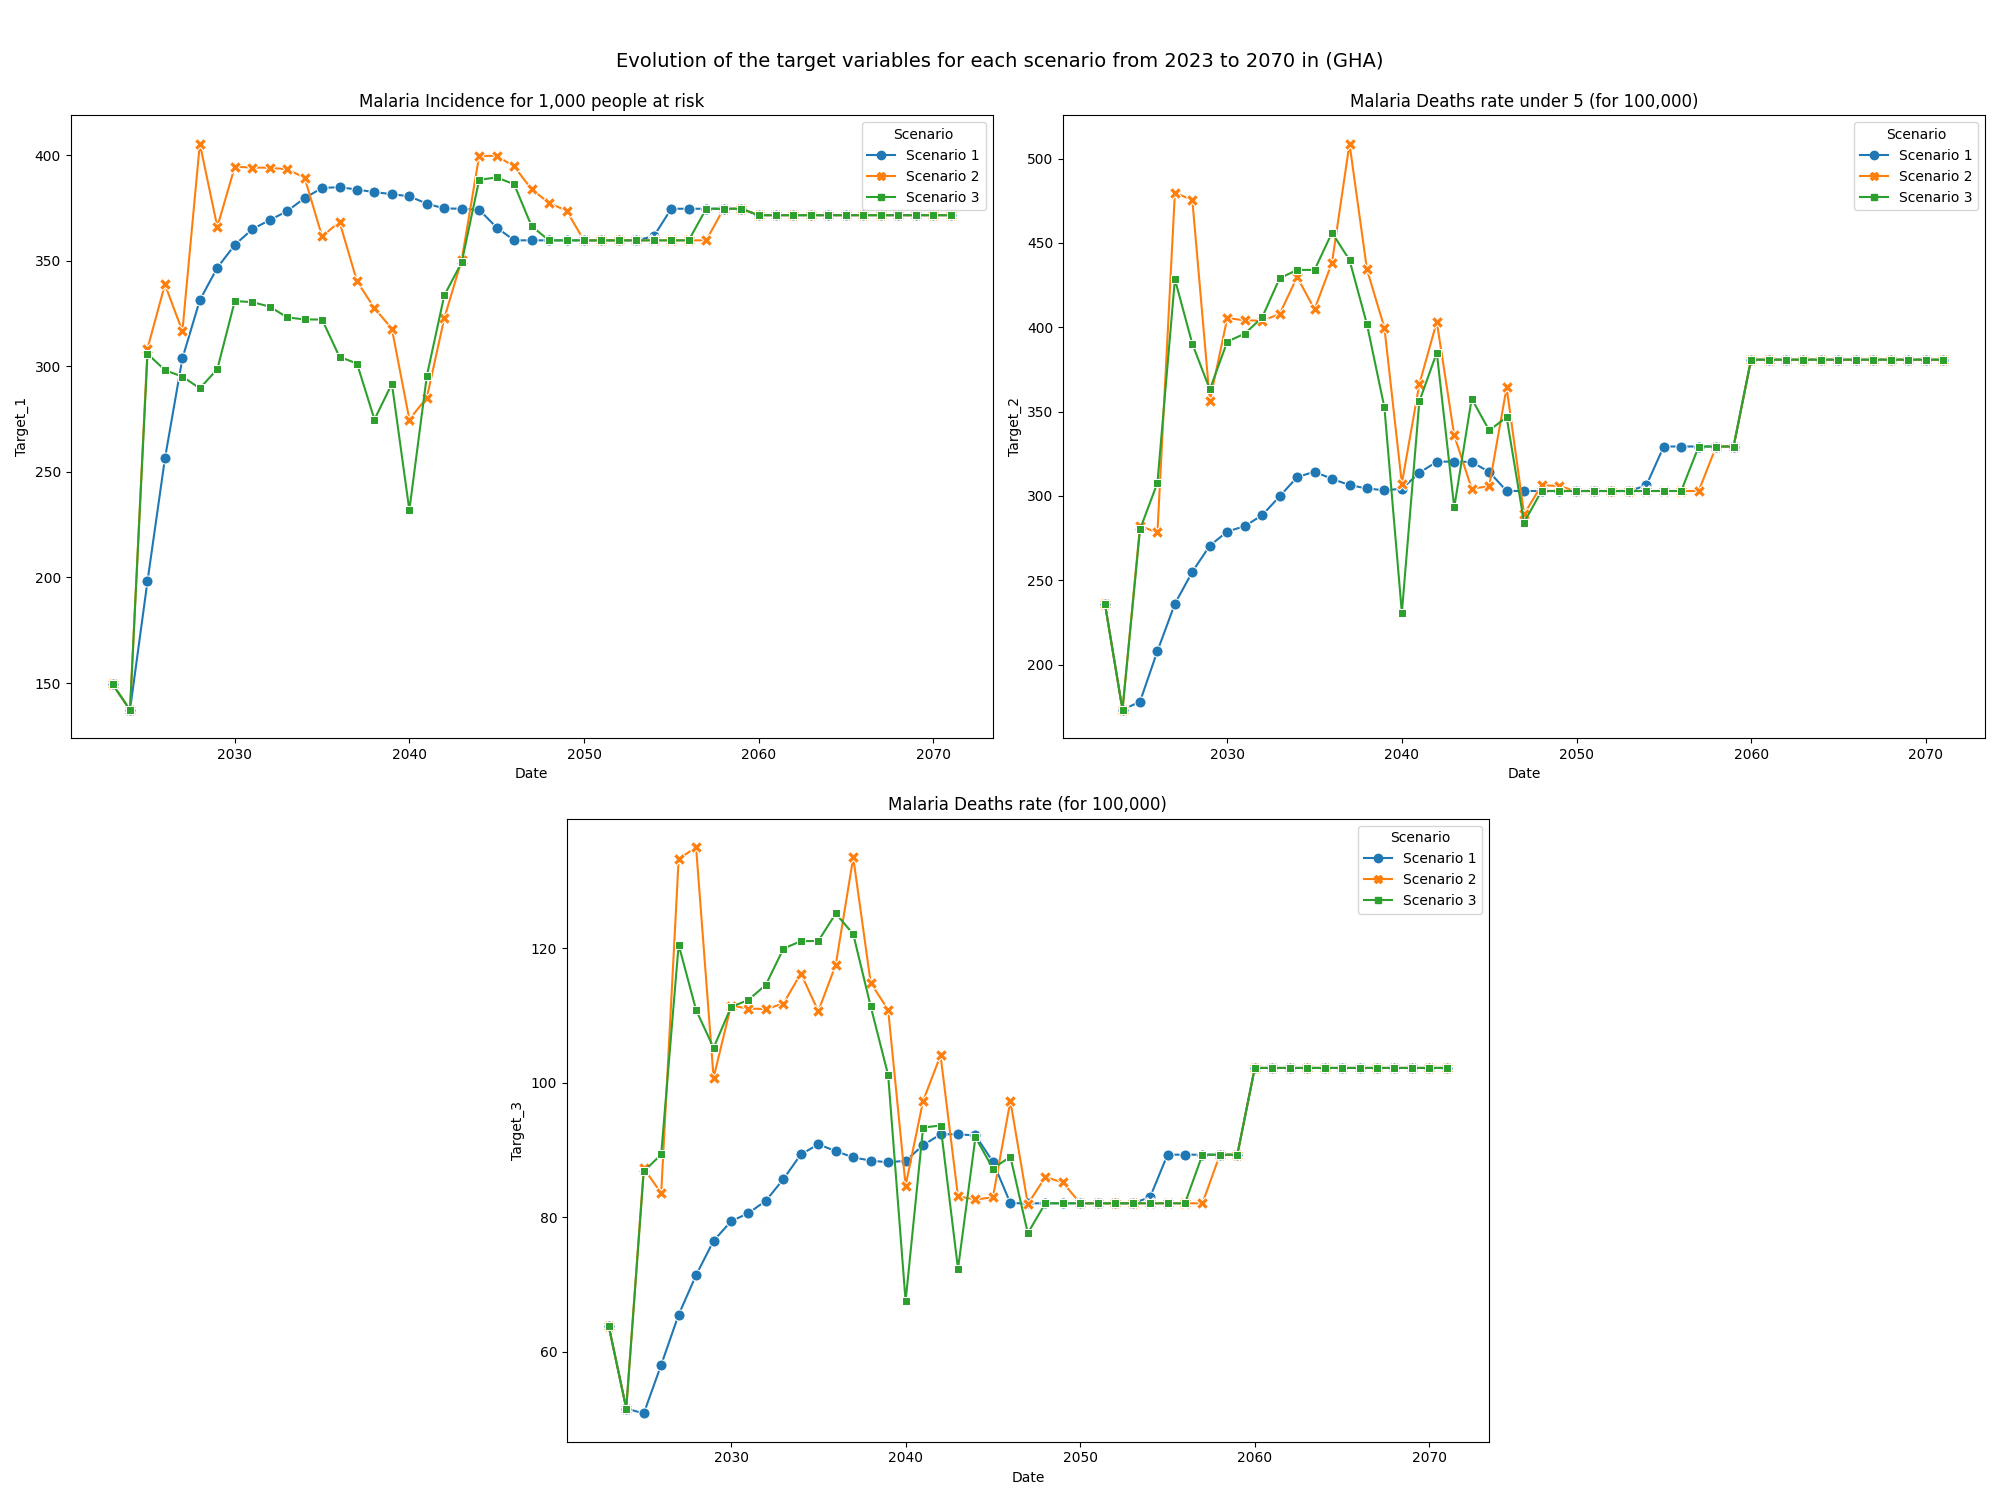 Evolution of the target variables for each scenario from 2023 to 2070 in (GHA)
Malaria Incidence for 1,000 people at risk
Scenario
Scenario 1
Scenario 2
Scenario 3
400
350
300
250
200
150
Target_1
2030 2040 2050 2060 2070
Date
Malaria Deaths rate under 5 (for 100,000)
Scenario
Scenario 1
Scenario 2
Scenario 3
500
450
400
350
300
250
200
Target_2
2030 2040 2050 2060 2070
Date
Malaria Deaths rate (for 100,000)
Scenario
Scenario 1
Scenario 2
Scenario 3
120
100
80
60
Target_3
2030 2040 2050 2060 2070
Date